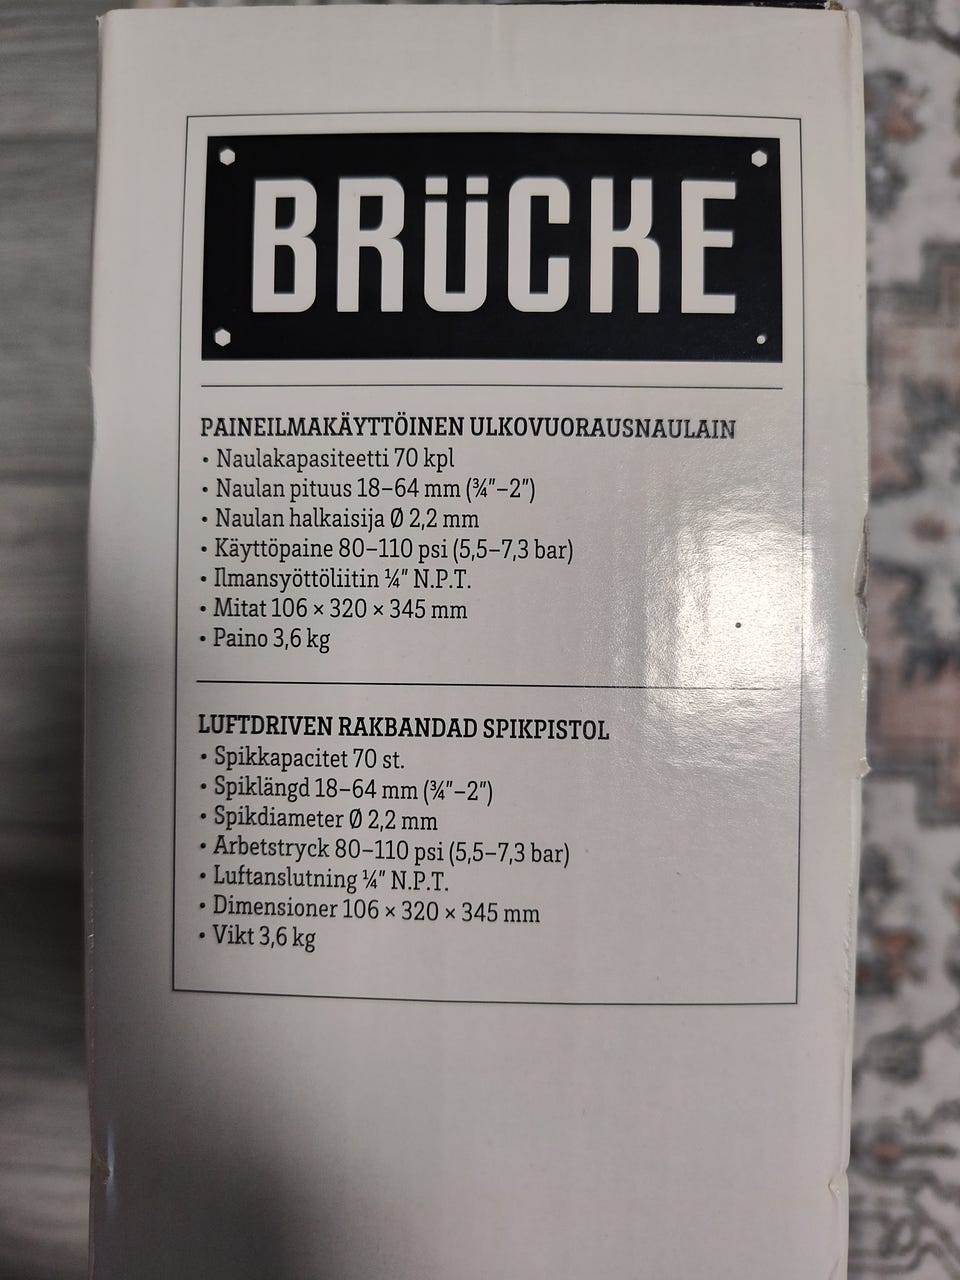 BRÜCKE
PAINEILMAKÄYTTÖINEN ULKOVUORAUSNAULAIN
• Naulakapasiteetti 70 kpl
• Naulan pituus 18–64 mm (¾"–2")
• Naulan halkaisija Ø 2,2 mm
• Käyttöpaine 80–110 psi (5,5–7,3 bar)
• Ilmansyöttöliitin ¼" N.P.T.
• Mitat 106 × 320 × 345 mm
• Paino 3,6 kg
LUFTDRIVEN RAKBANDAD SPIKPISTOL
• Spikkapacitet 70 st.
• Spiklängd 18–64 mm (¾"–2")
• Spikdiameter Ø 2,2 mm
• Arbetstryck 80–110 psi (5,5–7,3 bar)
• Luftanslutning ¼" N.P.T.
• Dimensioner 106 × 320 × 345 mm
• Vikt 3,6 kg